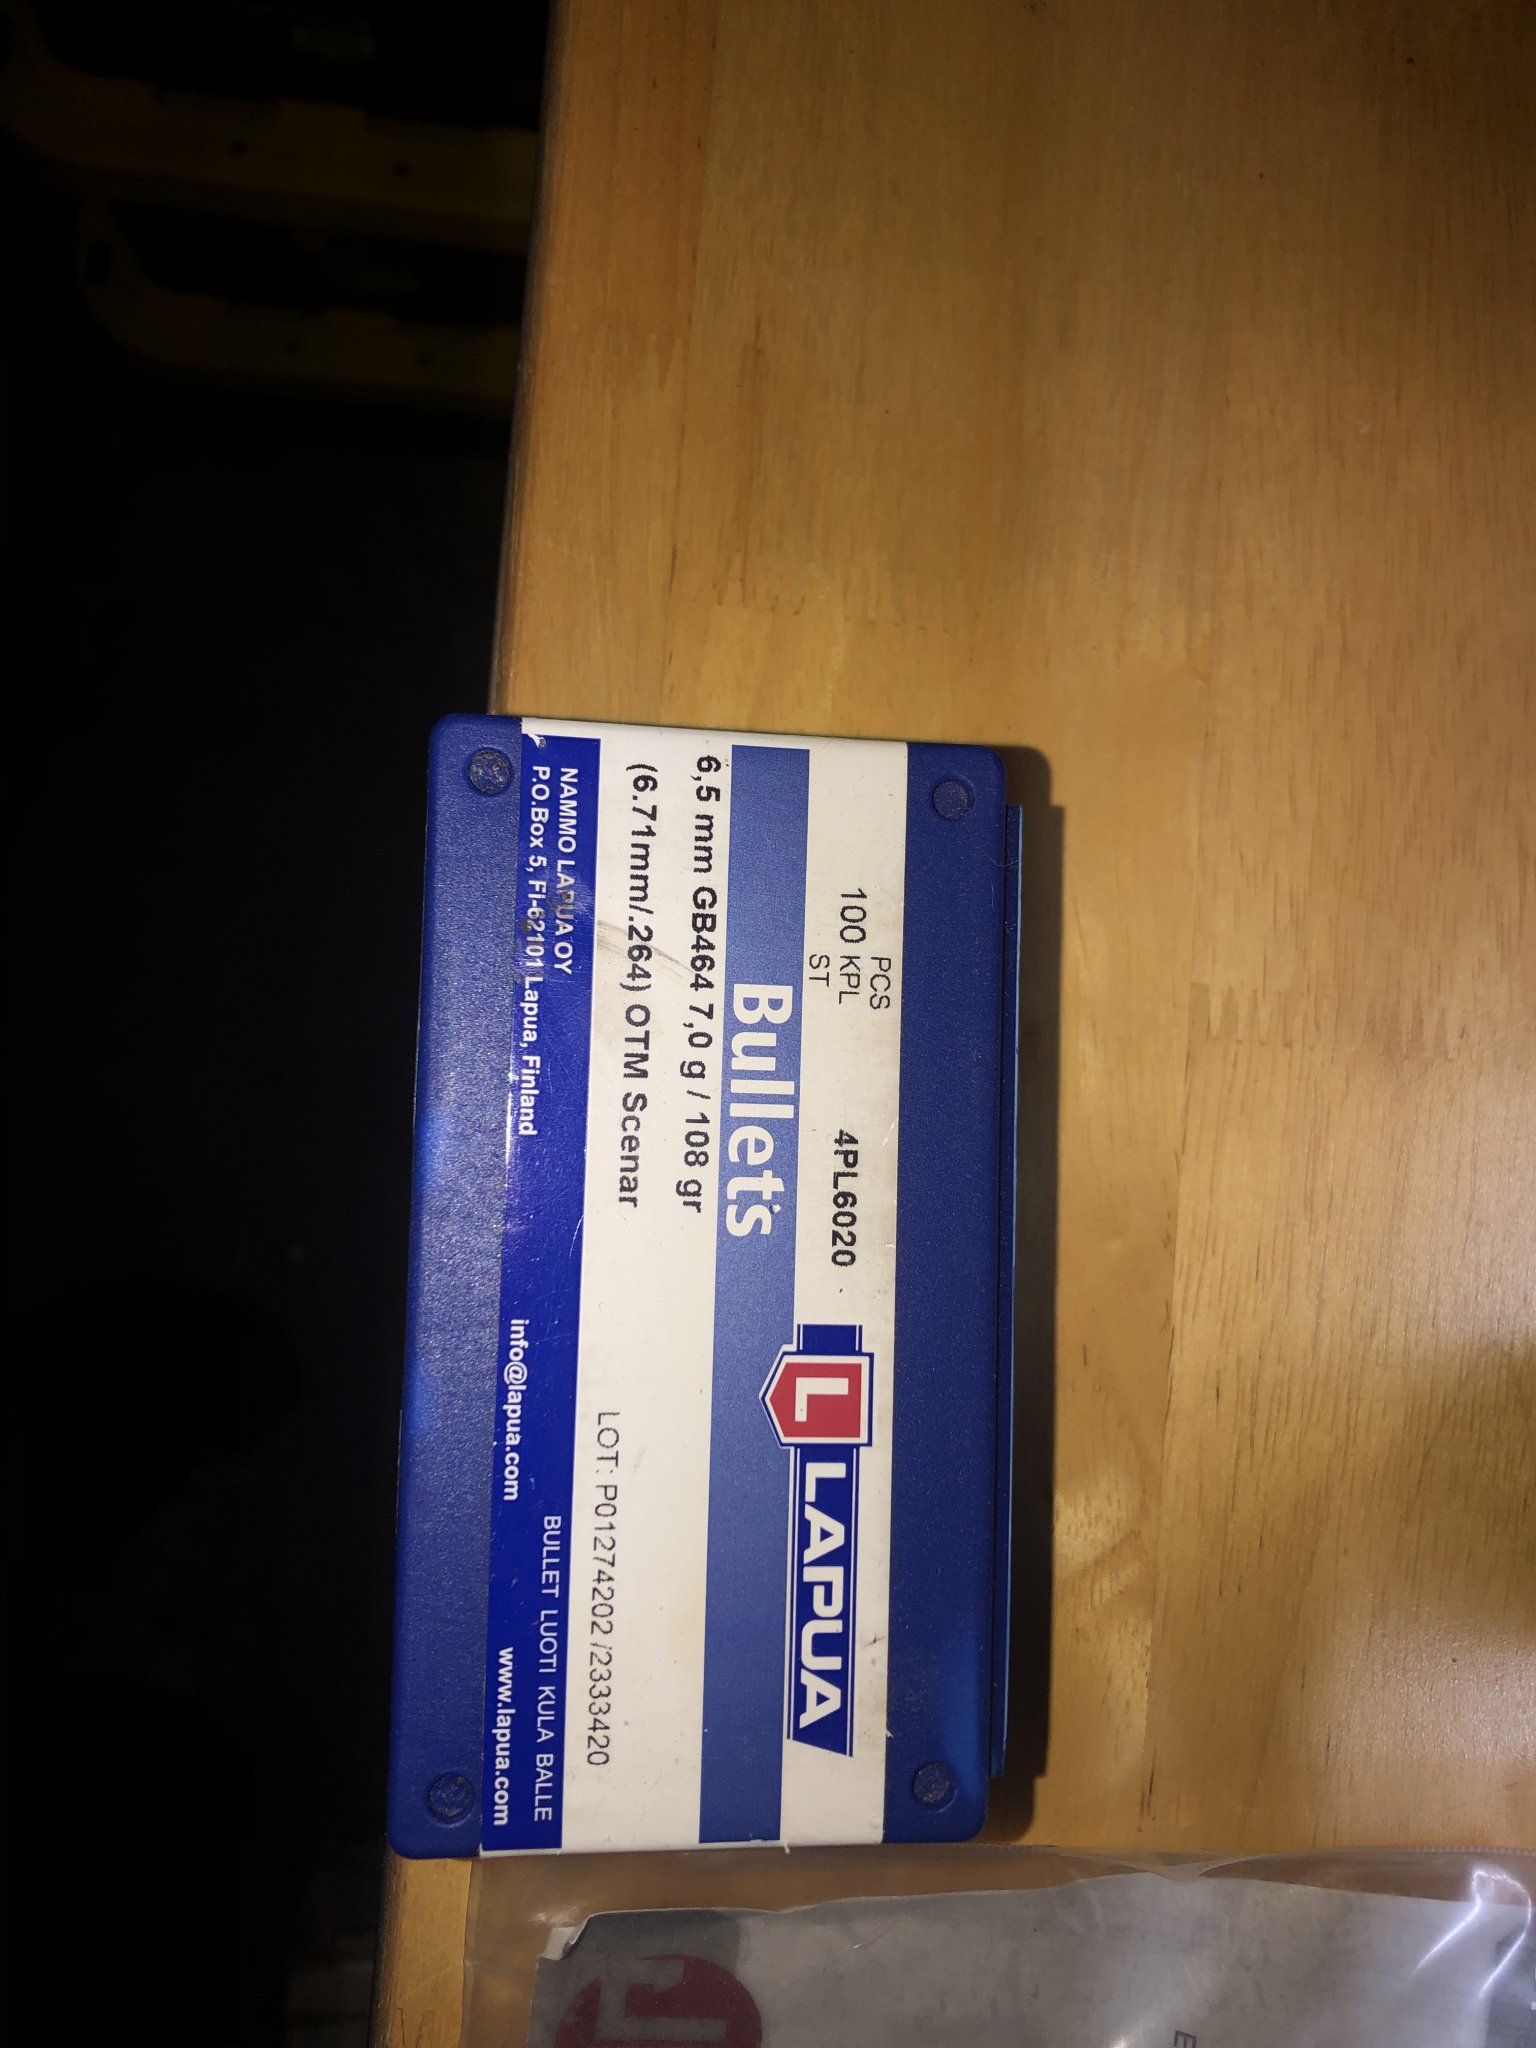 PCS
100 KPL
ST
4PL6020
L LAPUA
Bullets
6,5 mm GB464 7,0 g / 108 gr
(6.71mm/.264) OTM Scenar
LOT: P01274202 /2333420
NAMMO LAPUA OY
P.O.Box 5, Fi-62101 Lapua, Finland
info@lapua.com
BULLET LUOTI KULA BALLE
www.lapua.com